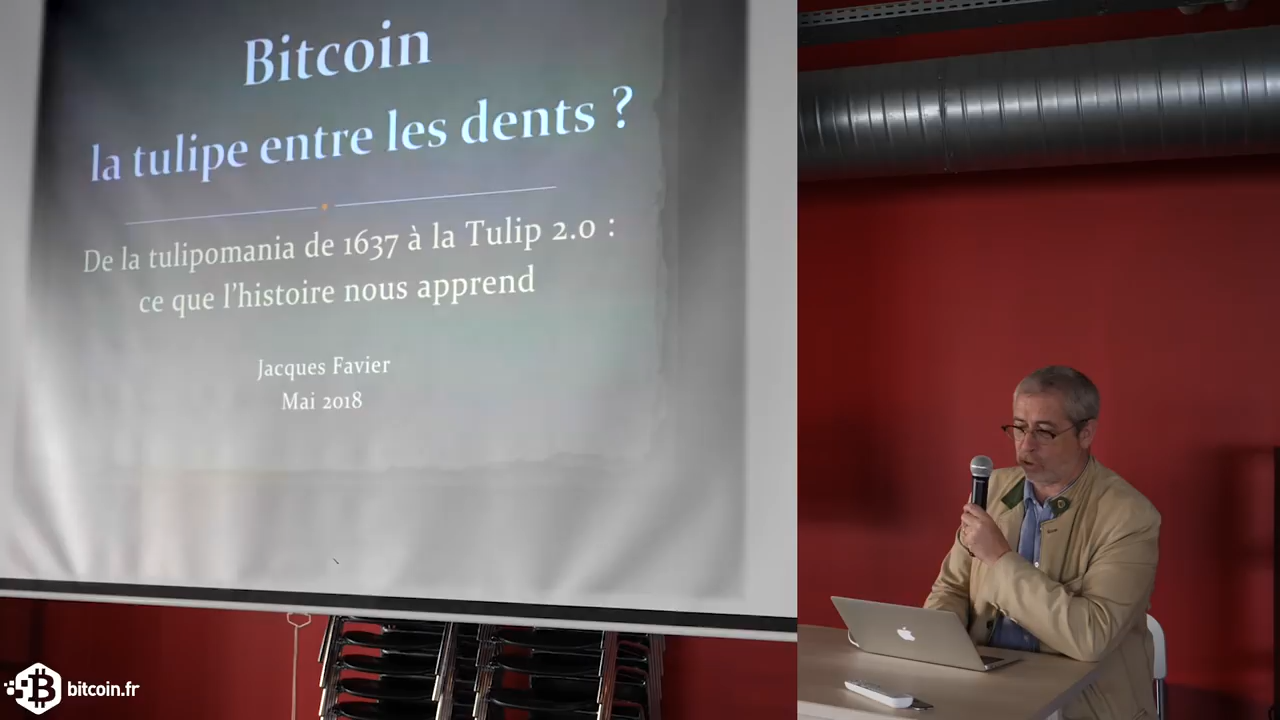 Bitcoin
la tulipe entre les dents ?
De la tulipomania de 1637 à la Tulip 2.0 :
ce que l'histoire nous apprend
Jacques Favier
Mai 2018
bitcoin.fr